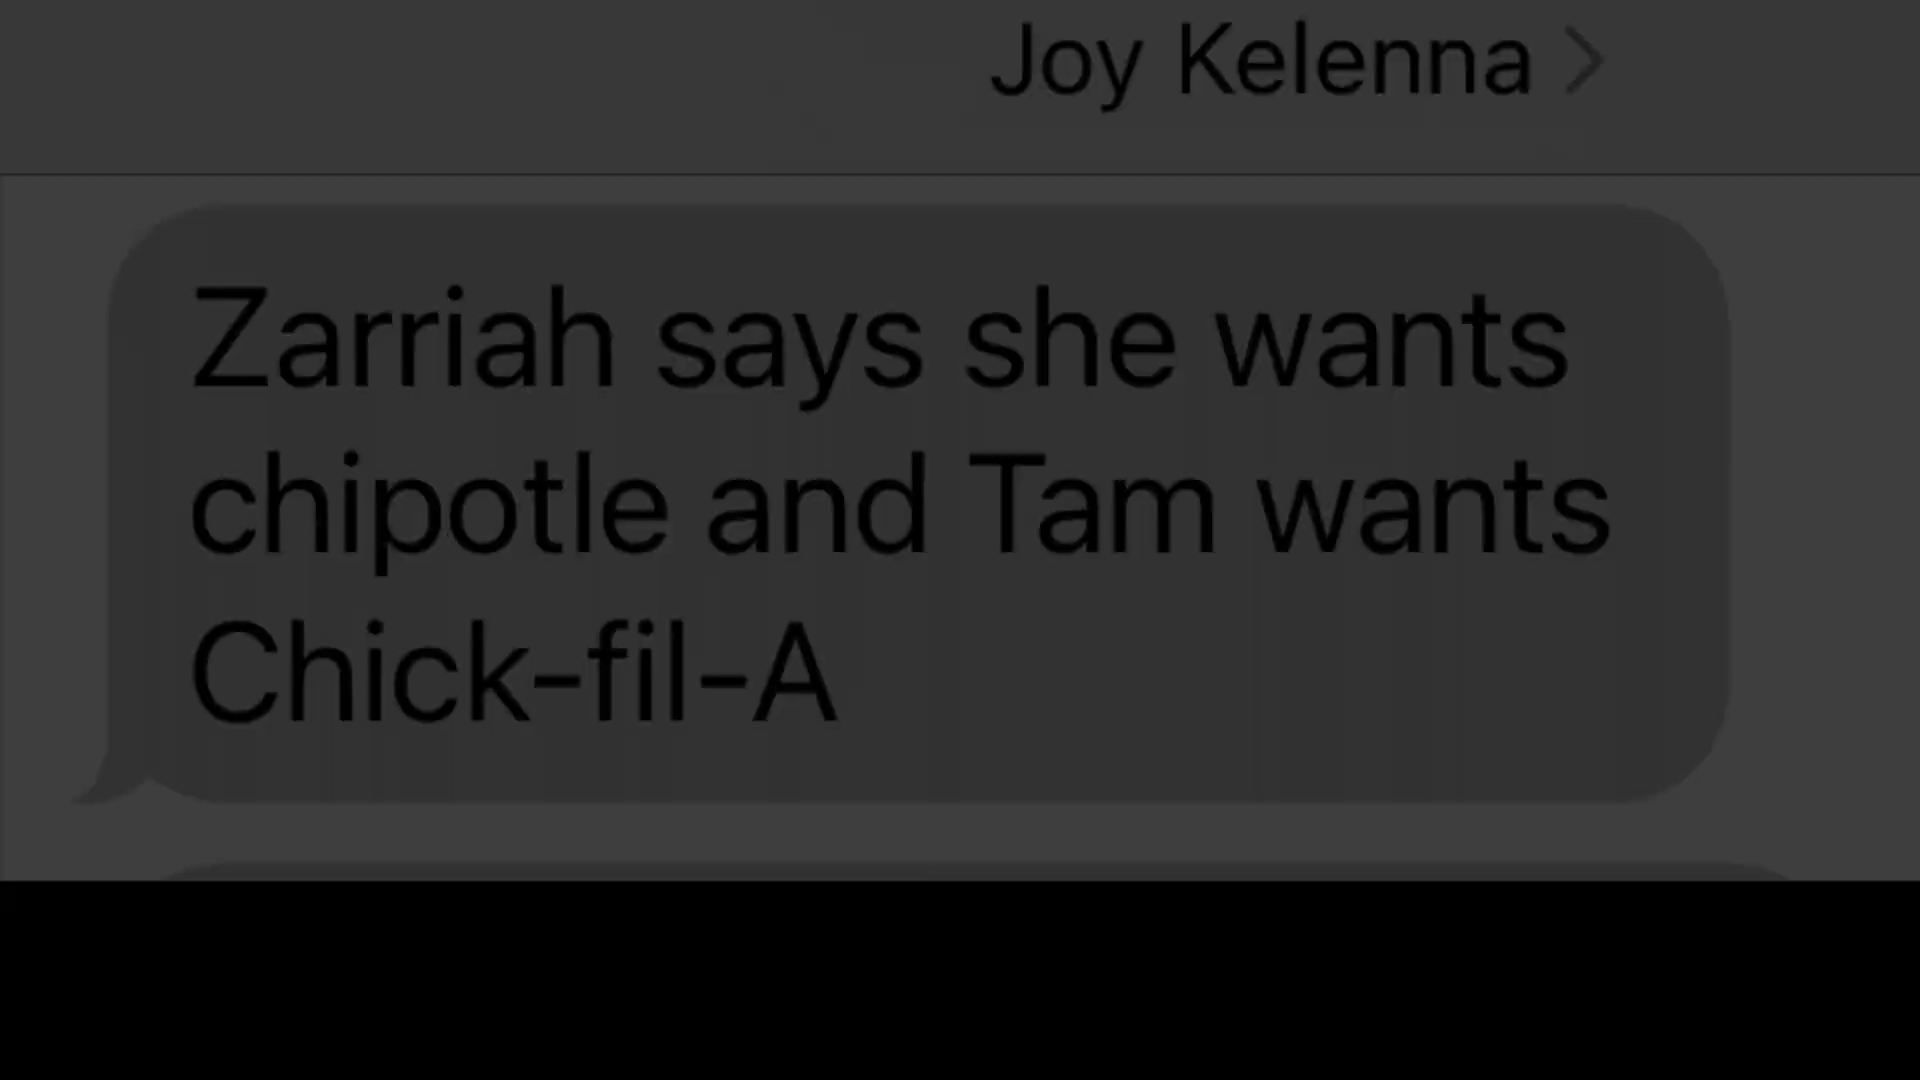 Joy Kelenna >
Zarriah says she wants
chipotle and Tam wants
Chick-fil-A